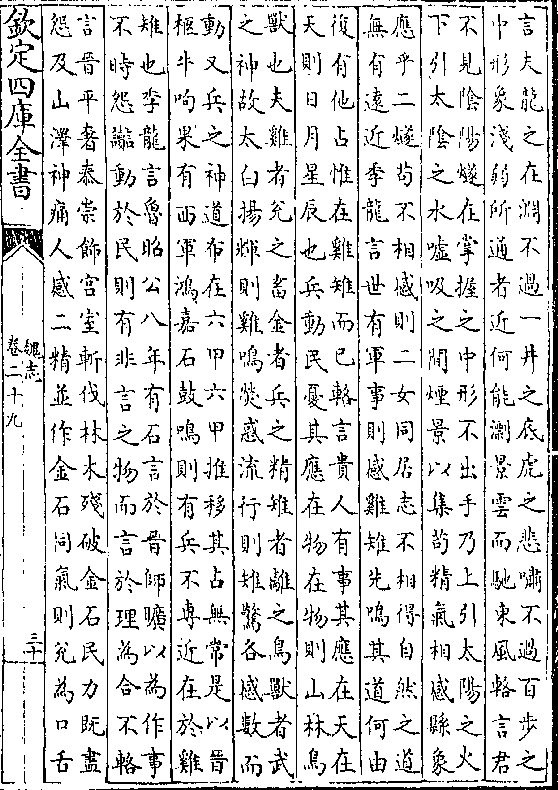 言夫龍之在淵不過一井之底虎之悲嘯不過百步之
中形象淺弱所通者近何能漂景雲而馳東風輅言君
不見陰陽燧在掌握之中形不出手乃上引太陽之火
下引太陰之水噓吸之間煙景以集苟精氣相感縣象
應乎二燧苟不相感則二女同居志不相得自然之道
無有遠近季龍言世有軍事則感雞雉先鳴其道何由
復有他占惟在雞雉而已輅言貴人有事其應在天在
天則日月星辰也兵動民憂其應在物在物則山林鳥
獸也夫雞者兌之畜金者兵之精雉者離之鳥獸者武
之神故太白揚輝則雞鳴熒惑流行則雉驚各感數而
動又兵之神道布在六甲六甲推移其占無常是以晉
柩牛呴果有西軍鴻嘉石鼓鳴則有兵不專近在於雞
雉也李龍言魯昭公八年有石言於晉師曠以為作事
不時怨讟動於民則有非言之物而言於理為合不輅
言晉平奢泰崇飾宮室斬伐林木殘破金石民力既盡
怨及山澤神痛人感二精並作金石同氣則兌為口舌
欽定四庫全書
魏志
卷二十九
三十